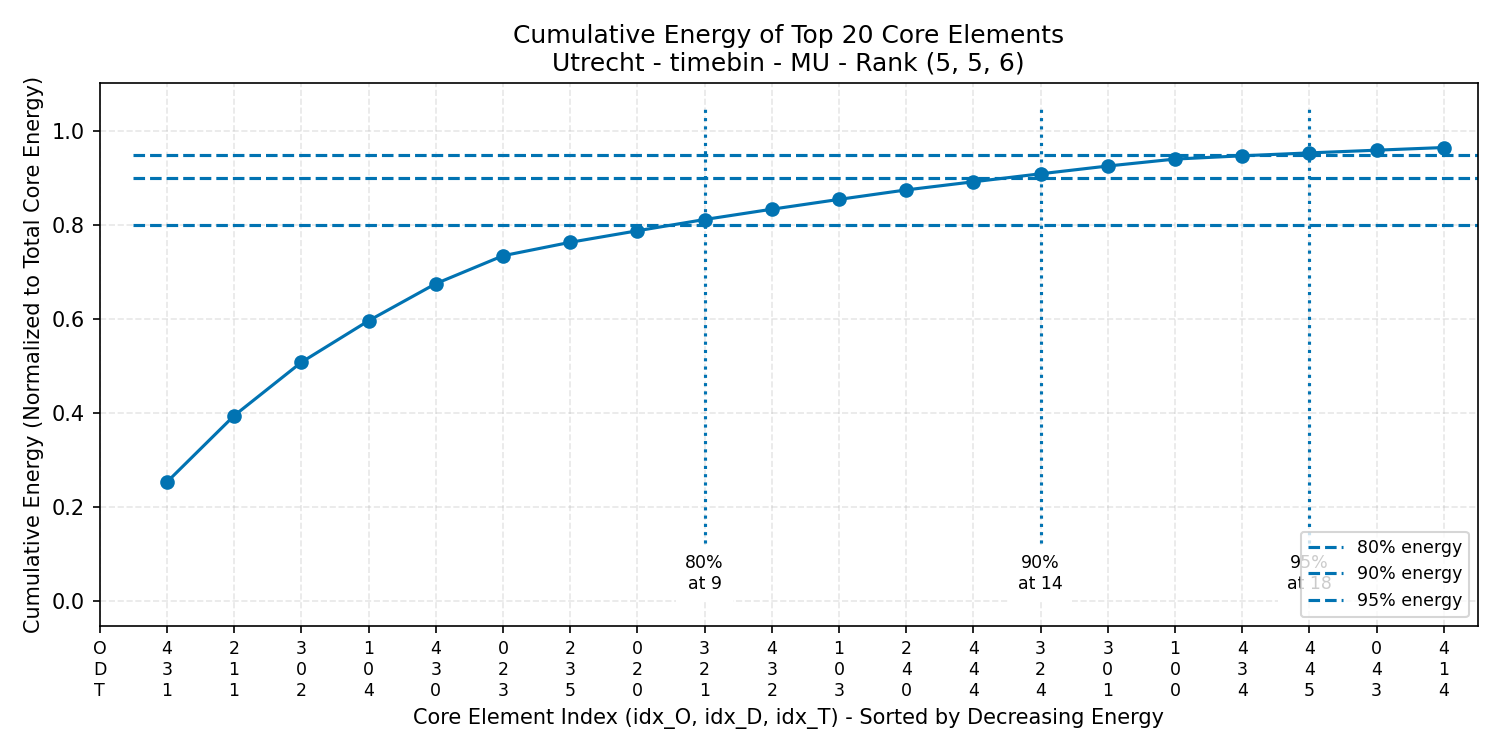 Cumulative Energy of Top 20 Core Elements
Utrecht - timebin - MU - Rank (5, 5, 6)
Cumulative Energy (Normalized to Total Core Energy)
1.0
0.8
0.6
0.4
0.2
0.0
80%
at 9
90%
at 14
95%
at 18
80% energy
90% energy
95% energy
O 4 2 3 1 4 0 2 0 3 4 1 2 4 3 3 1 4 4 0 4
D 3 1 0 0 3 2 3 2 2 3 0 4 4 2 0 0 3 4 4 1
T 1 1 2 4 0 3 5 0 1 2 3 0 4 4 1 0 4 5 3 4
Core Element Index (idx_O, idx_D, idx_T) - Sorted by Decreasing Energy